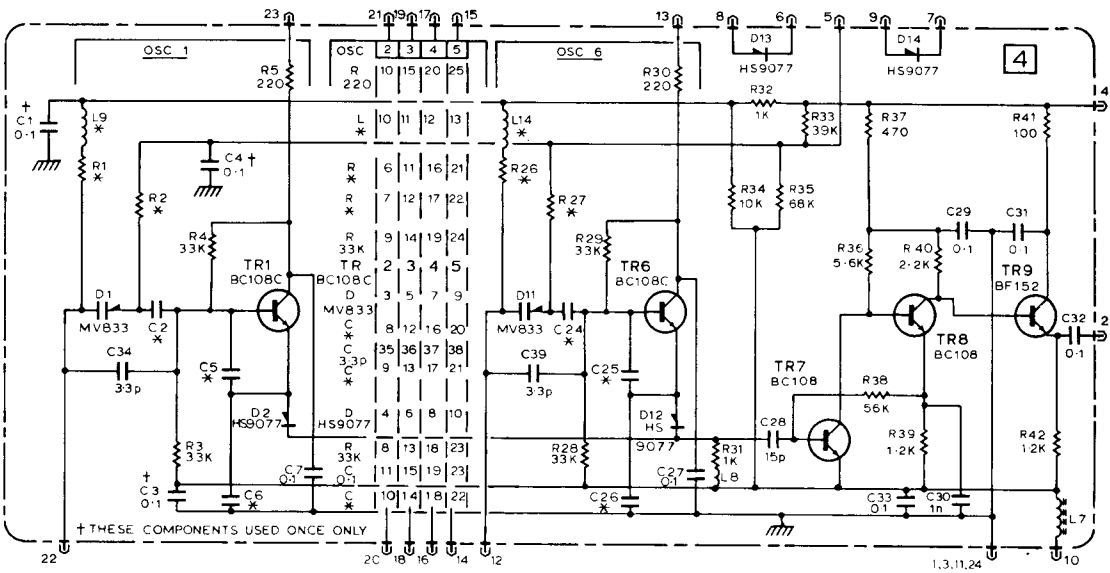 23 21 19 17 15 13 8 6 5 9 7
OSC 1
OSC 2 3 4 5
OSC 6
D13
HS9077
D14
HS9077
4
R5
220
R 10 15 20 25
220
R30
220
R32
1K
4
† C1
0·1
L9
*
C4 †
0·1
L 10 11 12 13
*
L14
*
R33
39K
R37
470
R41
100
R1
*
R2
*
R 6 11 16 21
*
R26
*
R27
*
R34
10K
R35
68K
R 7 12 17 22
*
R4
33K
R 9 14 19 24
33K
R29
33K
C29
0·1
C31
0·1
R36
5·6K
R40
2·2K
TR1
BC108C
TR 2 3 4 5
BC108C
TR6
BC108C
TR9
BF152
D1
MV833
C2
*
D 3 5 7 9
MV833
D11
MV833
C24
*
C 8 12 16 20
*
TR8
BC108
C32
0·1
2
C34
3·3p
C5
*
C 35 36 37 38
3·3p
C 9 13 17 21
*
C39
3·3p
C25
*
TR7
BC108
R38
56K
D2
HS9077
D 4 6 8 10
HS9077
D12
HS
9077
C28
15p
R39
1·2K
R42
1·2K
R3
33K
R 8 13 18 23
33K
R28
33K
R31
1K
L8
† C3
0·1
C6
*
C7
0·1
C 11 15 19 23
0·1
C 10 14 18 22
*
C26
*
C27
0·1
C33
0·1
C30
1n
L7
† THESE COMPONENTS USED ONCE ONLY
22 2C 18 16 14 12 1,3,11,24 10